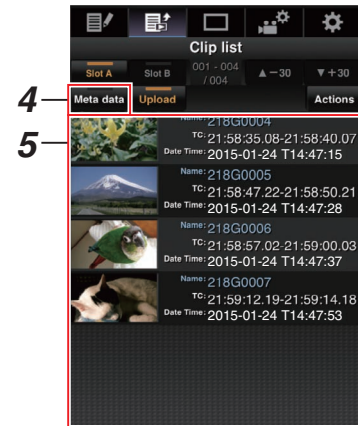 Clip list
Slot A Slot B 001 - 004 / 004 ▲−30 ▼+30
4 Meta data Upload Actions
5
Name: 218G0004
TC: 21:58:35.08-21:58:40.07
Date Time: 2015-01-24 T14:47:15
Name: 218G0005
TC: 21:58:47.22-21:58:50.21
Date Time: 2015-01-24 T14:47:28
Name: 218G0006
TC: 21:58:57.02-21:59:00.03
Date Time: 2015-01-24 T14:47:37
Name: 218G0007
TC: 21:59:12.19-21:59:14.18
Date Time: 2015-01-24 T14:47:53